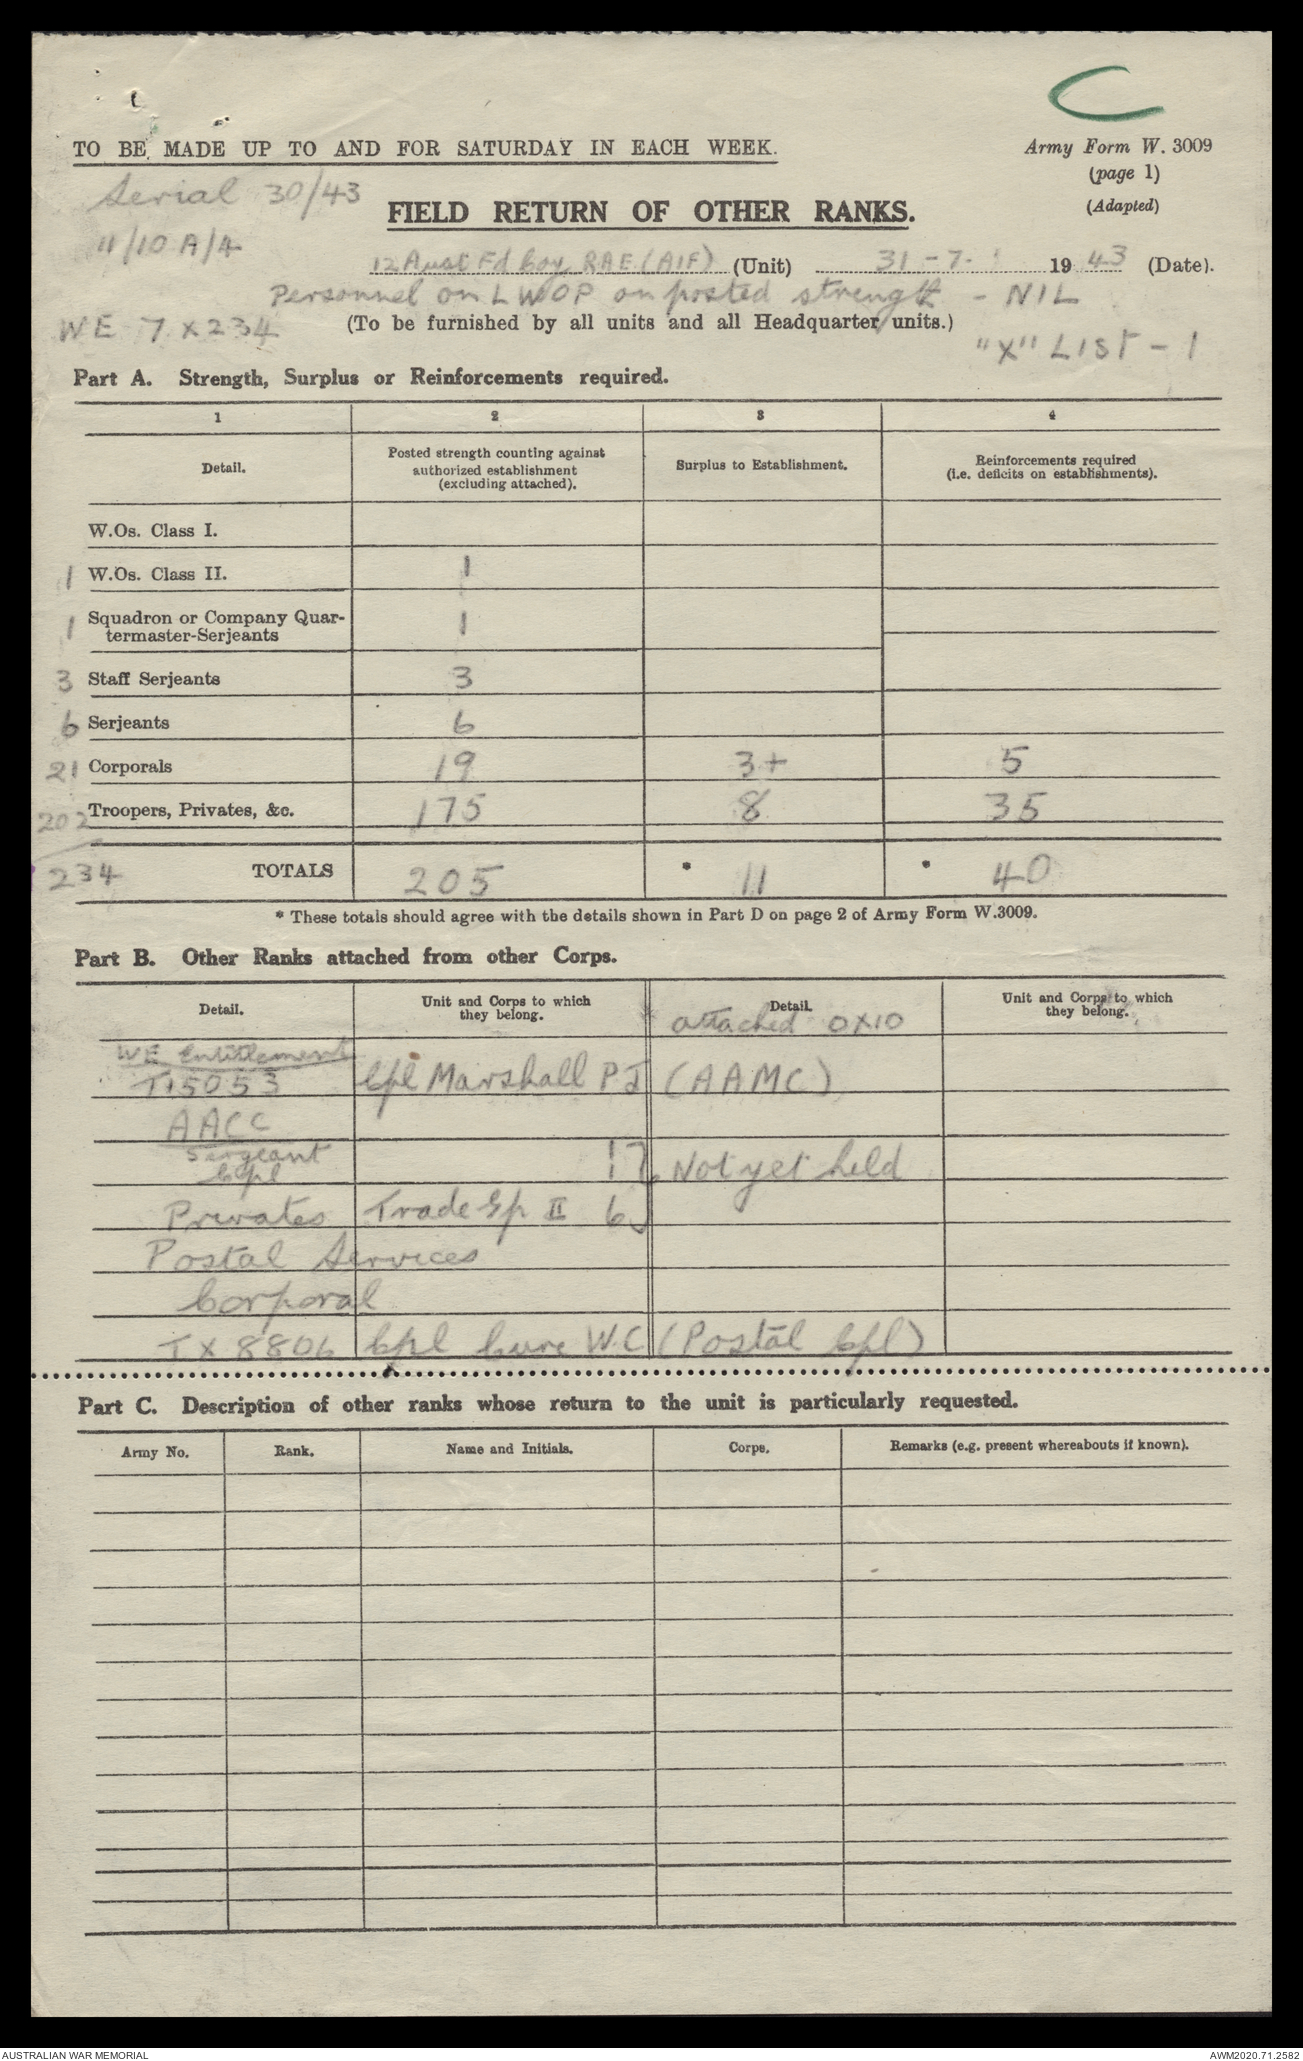 C
TO BE MADE UP TO AND FOR SATURDAY IN EACH WEEK.
Army Form W. 3009
(page 1)
(Adapted)
Serial 30/43
11/10 A/4
FIELD RETURN OF OTHER RANKS.
12 Aust Fd Coy RAE (AIF) (Unit) 31-7- 1943 (Date).
Personnel on LWOP on posted strength - NIL
WE 7 x 234
(To be furnished by all units and all Headquarter units.)
"X" LIST - 1
Part A. Strength, Surplus or Reinforcements required.
1 2 3 4
Detail. Posted strength counting against authorized establishment (excluding attached). Surplus to Establishment. Reinforcements required (i.e. deficits on establishments).
W.Os. Class I.
1 W.Os. Class II. 1
1 Squadron or Company Quar-
termaster-Serjeants 1
3 Staff Serjeants 3
6 Serjeants 6
21 Corporals 19 3+ 5
202 Troopers, Privates, &c. 175 8 35
234 TOTALS 205 * 11 * 40
* These totals should agree with the details shown in Part D on page 2 of Army Form W.3009.
Part B. Other Ranks attached from other Corps.
Detail. Unit and Corps to which they belong. Detail. Unit and Corps to which they belong.
attached 0X10
WE Entitlement
T15053 Cpl Marshall P J (AAMC)
AACC
Sergeant
Cpl 1 Not yet held
Privates Trade Gp II 6
Postal Services
Corporal
TX8806 Cpl Cure W.C (Postal Cpl)
Part C. Description of other ranks whose return to the unit is particularly requested.
Army No. Rank. Name and Initials. Corps. Remarks (e.g. present whereabouts if known).
AUSTRALIAN WAR MEMORIAL
AWM2020.71.2582